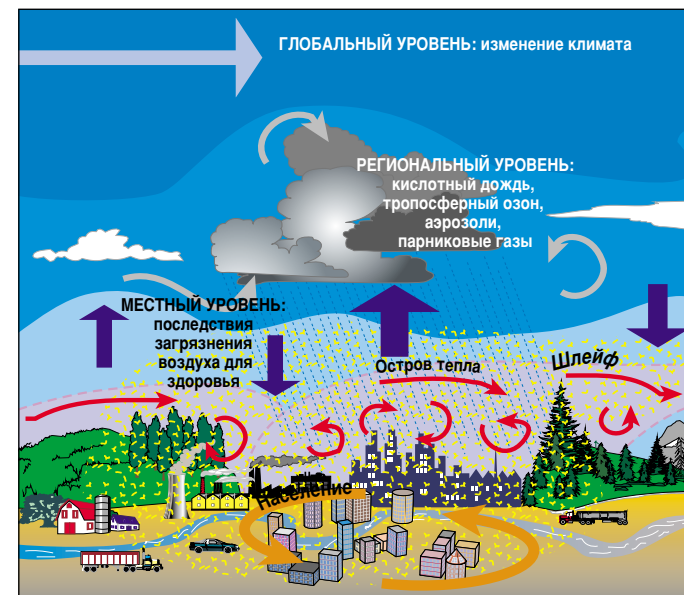 ГЛОБАЛЬНЫЙ УРОВЕНЬ: изменение климата
РЕГИОНАЛЬНЫЙ УРОВЕНЬ:
кислотный дождь,
тропосферный озон,
аэрозоли,
парниковые газы
МЕСТНЫЙ УРОВЕНЬ:
последствия
загрязнения
воздуха для
здоровья
Остров тепла
Шлейф
Население